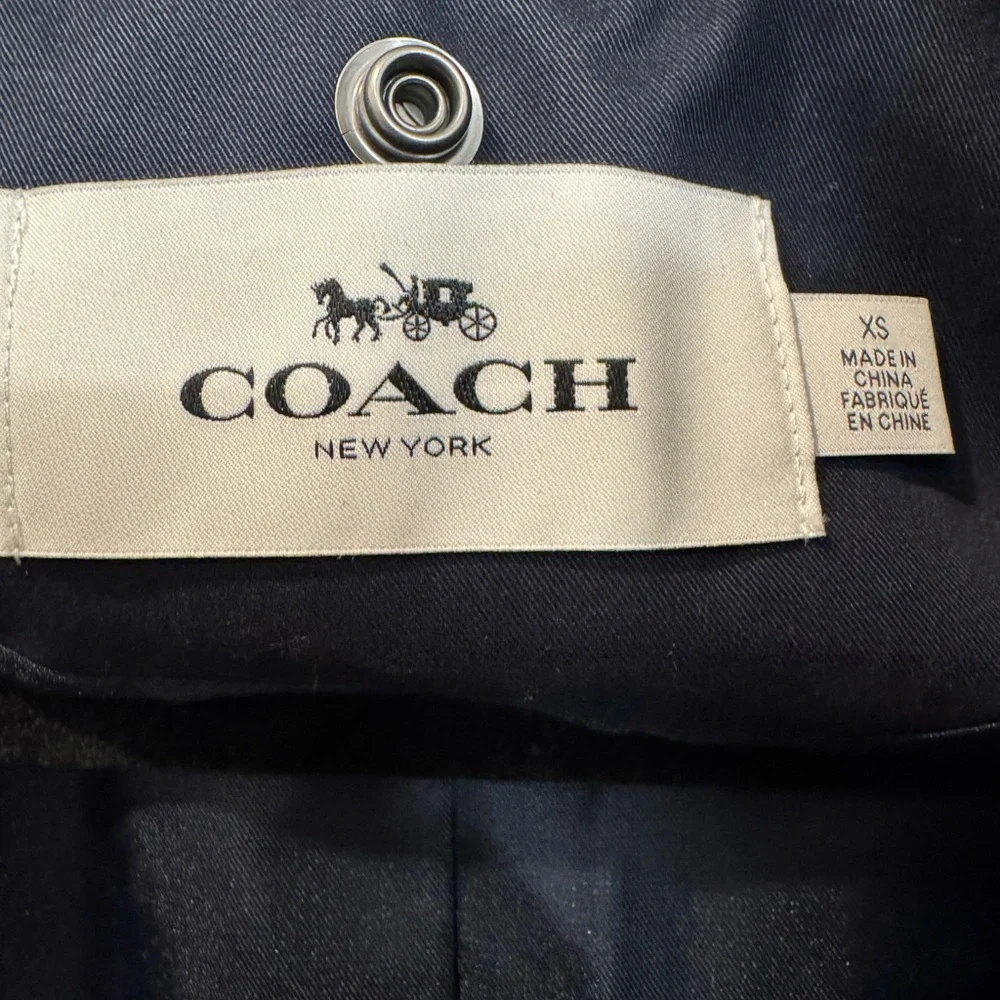 COACH
NEW YORK
XS
MADE IN
CHINA
FABRIQUÉ
EN CHINE